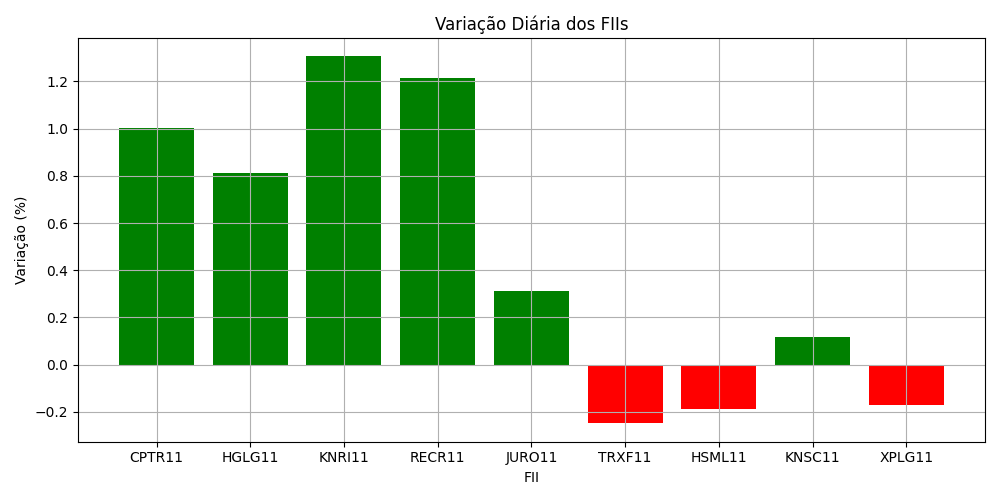 Variação Diária dos FIIs
Variação (%)
1.2
1.0
0.8
0.6
0.4
0.2
0.0
−0.2
CPTR11 HGLG11 KNRI11 RECR11 JURO11 TRXF11 HSML11 KNSC11 XPLG11
FII